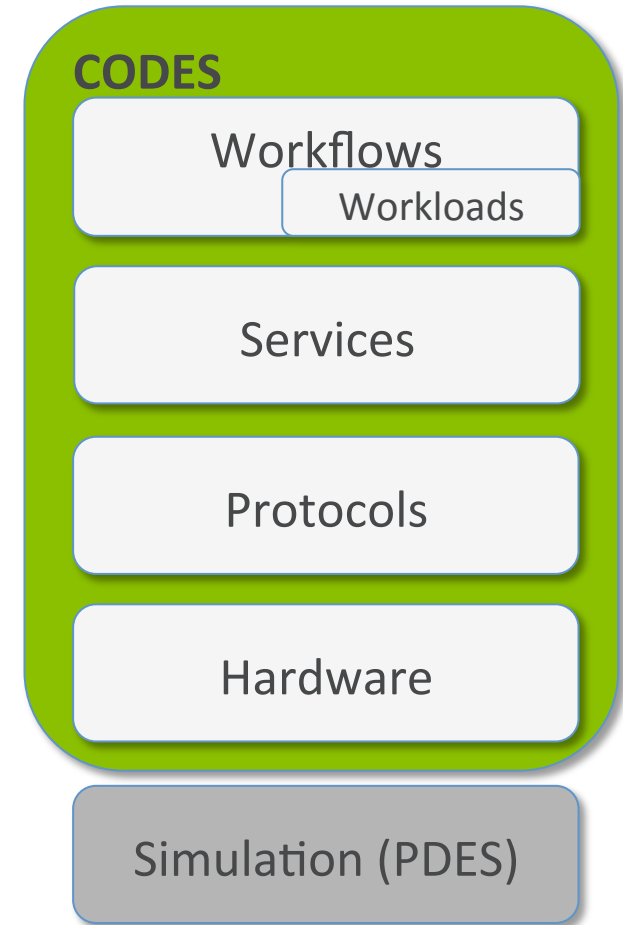 CODES
Workflows
Workloads
Services
Protocols
Hardware
Simulation (PDES)